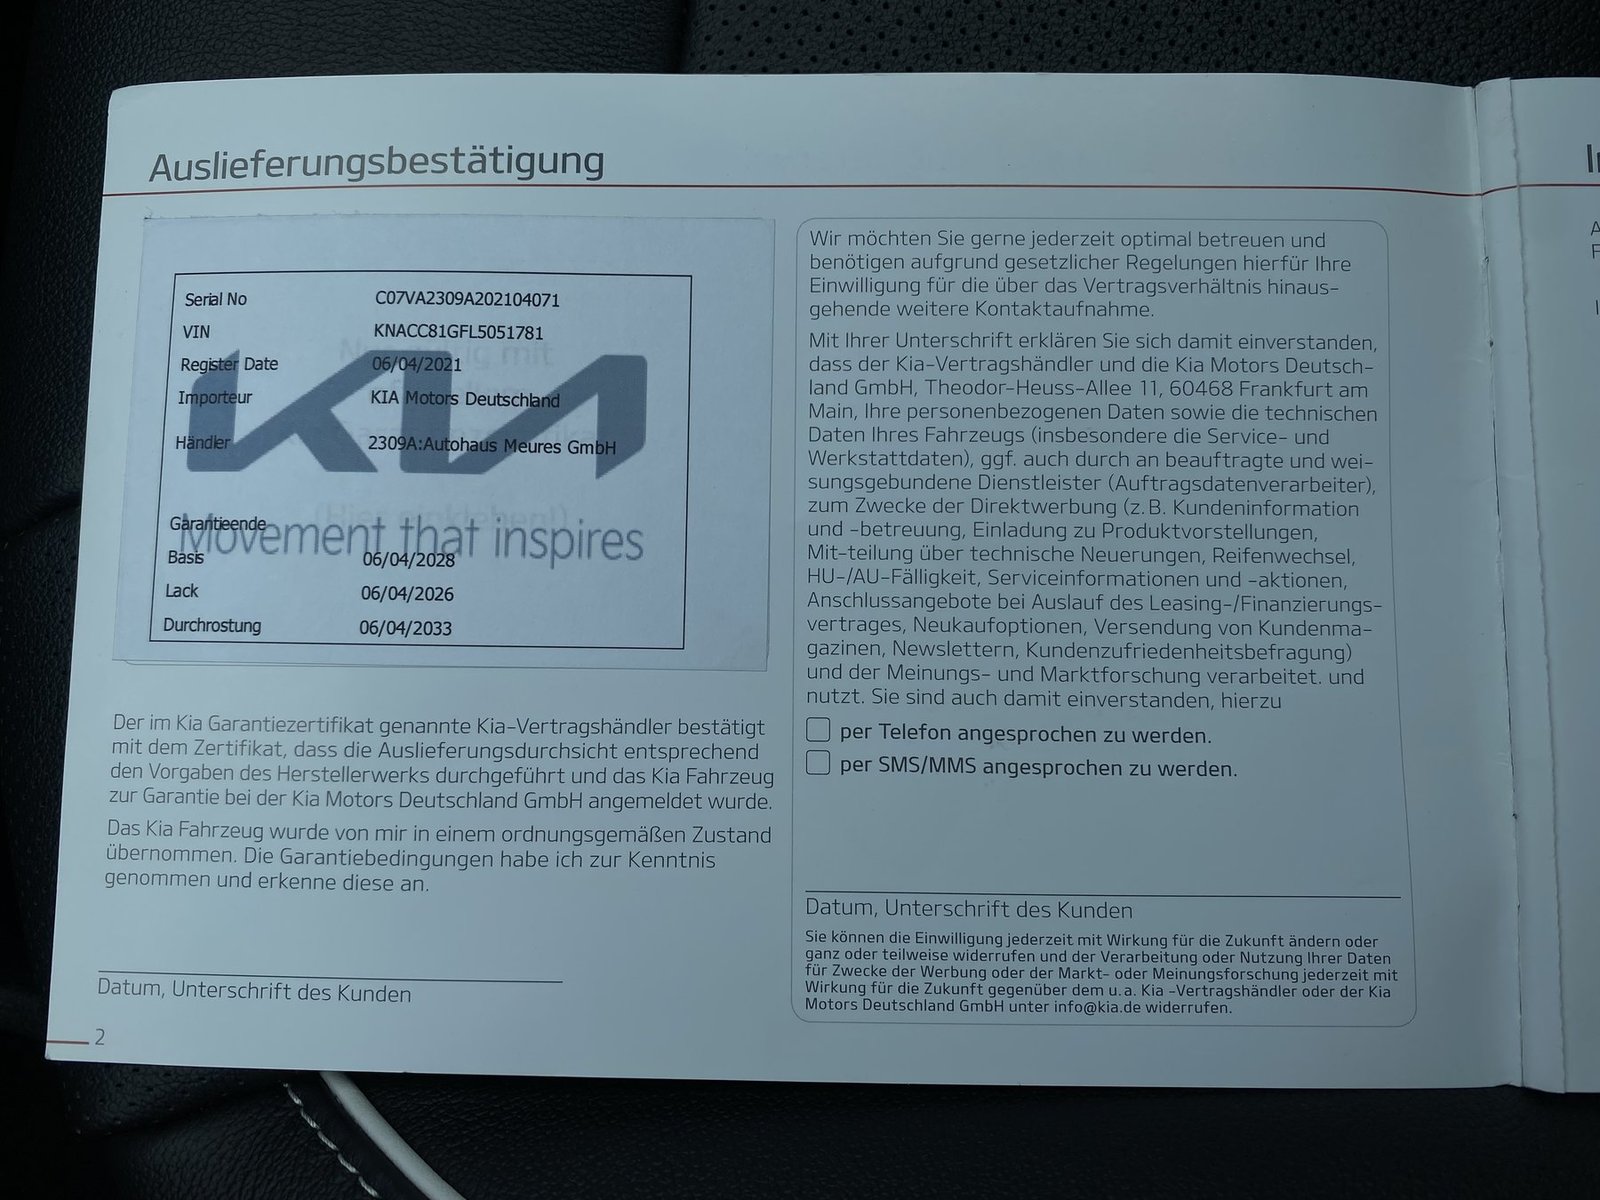 Auslieferungsbestätigung
Serial No C07VA2309A202104071
VIN KNACC81GFL5051781
Register Date 06/04/2021
Importeur KIA Motors Deutschland
Händler 2309A:Autohaus Meures GmbH
KIA
Garantieende
Movement that inspires
Basis 06/04/2028
Lack 06/04/2026
Durchrostung 06/04/2033
Der im Kia Garantiezertifikat genannte Kia-Vertragshändler bestätigt
mit dem Zertifikat, dass die Auslieferungsdurchsicht entsprechend
den Vorgaben des Herstellerwerks durchgeführt und das Kia Fahrzeug
zur Garantie bei der Kia Motors Deutschland GmbH angemeldet wurde.
Das Kia Fahrzeug wurde von mir in einem ordnungsgemäßen Zustand
übernommen. Die Garantiebedingungen habe ich zur Kenntnis
genommen und erkenne diese an.
Datum, Unterschrift des Kunden
2
Wir möchten Sie gerne jederzeit optimal betreuen und
benötigen aufgrund gesetzlicher Regelungen hierfür Ihre
Einwilligung für die über das Vertragsverhältnis hinaus-
gehende weitere Kontaktaufnahme.
Mit Ihrer Unterschrift erklären Sie sich damit einverstanden,
dass der Kia-Vertragshändler und die Kia Motors Deutsch-
land GmbH, Theodor-Heuss-Allee 11, 60468 Frankfurt am
Main, Ihre personenbezogenen Daten sowie die technischen
Daten Ihres Fahrzeugs (insbesondere die Service- und
Werkstattdaten), ggf. auch durch an beauftragte und wei-
sungsgebundene Dienstleister (Auftragsdatenverarbeiter),
zum Zwecke der Direktwerbung (z.B. Kundeninformation
und -betreuung, Einladung zu Produktvorstellungen,
Mit-teilung über technische Neuerungen, Reifenwechsel,
HU-/AU-Fälligkeit, Serviceinformationen und -aktionen,
Anschlussangebote bei Auslauf des Leasing-/Finanzierungs-
vertrages, Neukaufoptionen, Versendung von Kundenma-
gazinen, Newslettern, Kundenzufriedenheitsbefragung)
und der Meinungs- und Marktforschung verarbeitet. und
nutzt. Sie sind auch damit einverstanden, hierzu
per Telefon angesprochen zu werden.
per SMS/MMS angesprochen zu werden.
Datum, Unterschrift des Kunden
Sie können die Einwilligung jederzeit mit Wirkung für die Zukunft ändern oder
ganz oder teilweise widerrufen und der Verarbeitung oder Nutzung Ihrer Daten
für Zwecke der Werbung oder der Markt- oder Meinungsforschung jederzeit mit
Wirkung für die Zukunft gegenüber dem u.a. Kia -Vertragshändler oder der Kia
Motors Deutschland GmbH unter info@kia.de widerrufen.